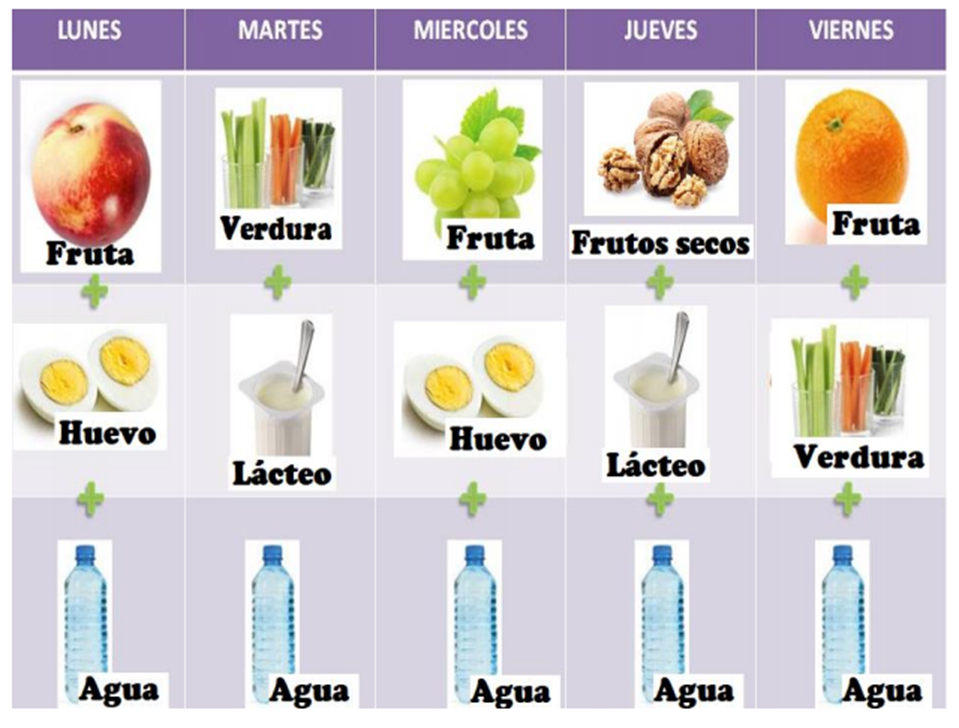 LUNES MARTES MIERCOLES JUEVES VIERNES
Fruta Verdura Fruta Frutos secos Fruta
+ + + + +
Huevo Lácteo Huevo Lácteo Verdura
+ + + +
Agua Agua Agua Agua Agua